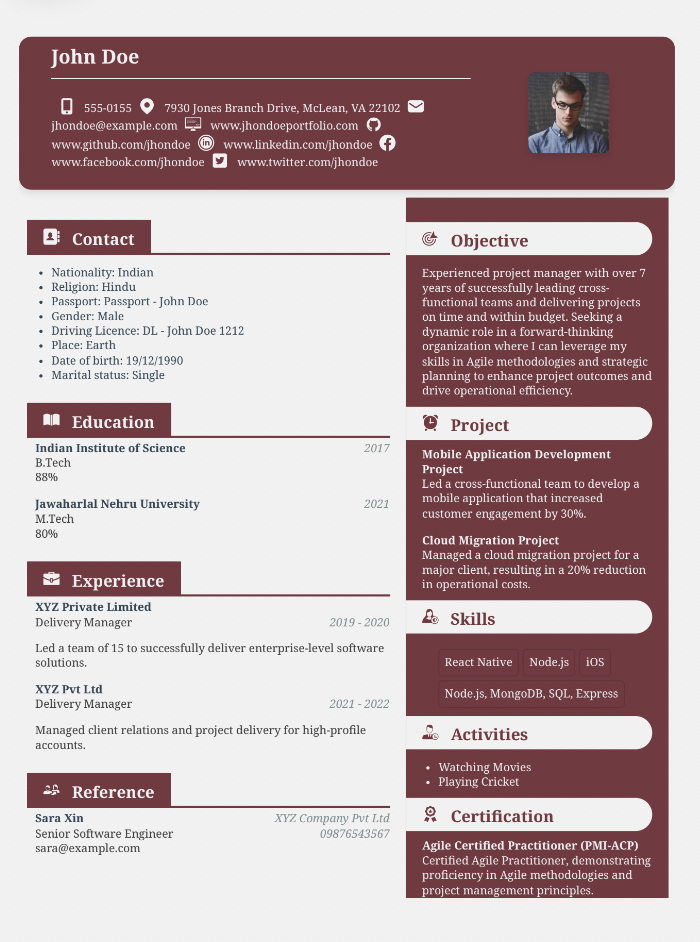 John Doe
555-0155 7930 Jones Branch Drive, McLean, VA 22102
jhondoe@example.com www.jhondoeportfolio.com
www.github.com/jhondoe www.linkedin.com/jhondoe
www.facebook.com/jhondoe www.twitter.com/jhondoe
Contact
• Nationality: Indian
• Religion: Hindu
• Passport: Passport - John Doe
• Gender: Male
• Driving Licence: DL - John Doe 1212
• Place: Earth
• Date of birth: 19/12/1990
• Marital status: Single
Education
Indian Institute of Science 2017
B.Tech
88%
Jawaharlal Nehru University 2021
M.Tech
80%
Experience
XYZ Private Limited
Delivery Manager 2019 - 2020
Led a team of 15 to successfully deliver enterprise-level software
solutions.
XYZ Pvt Ltd
Delivery Manager 2021 - 2022
Managed client relations and project delivery for high-profile
accounts.
Reference
Sara Xin XYZ Company Pvt Ltd
Senior Software Engineer 09876543567
sara@example.com
Objective
Experienced project manager with over 7
years of successfully leading cross-
functional teams and delivering projects
on time and within budget. Seeking a
dynamic role in a forward-thinking
organization where I can leverage my
skills in Agile methodologies and strategic
planning to enhance project outcomes and
drive operational efficiency.
Project
Mobile Application Development
Project
Led a cross-functional team to develop a
mobile application that increased
customer engagement by 30%.
Cloud Migration Project
Managed a cloud migration project for a
major client, resulting in a 20% reduction
in operational costs.
Skills
React Native Node.js iOS
Node.js, MongoDB, SQL, Express
Activities
• Watching Movies
• Playing Cricket
Certification
Agile Certified Practitioner (PMI-ACP)
Certified Agile Practitioner, demonstrating
proficiency in Agile methodologies and
project management principles.